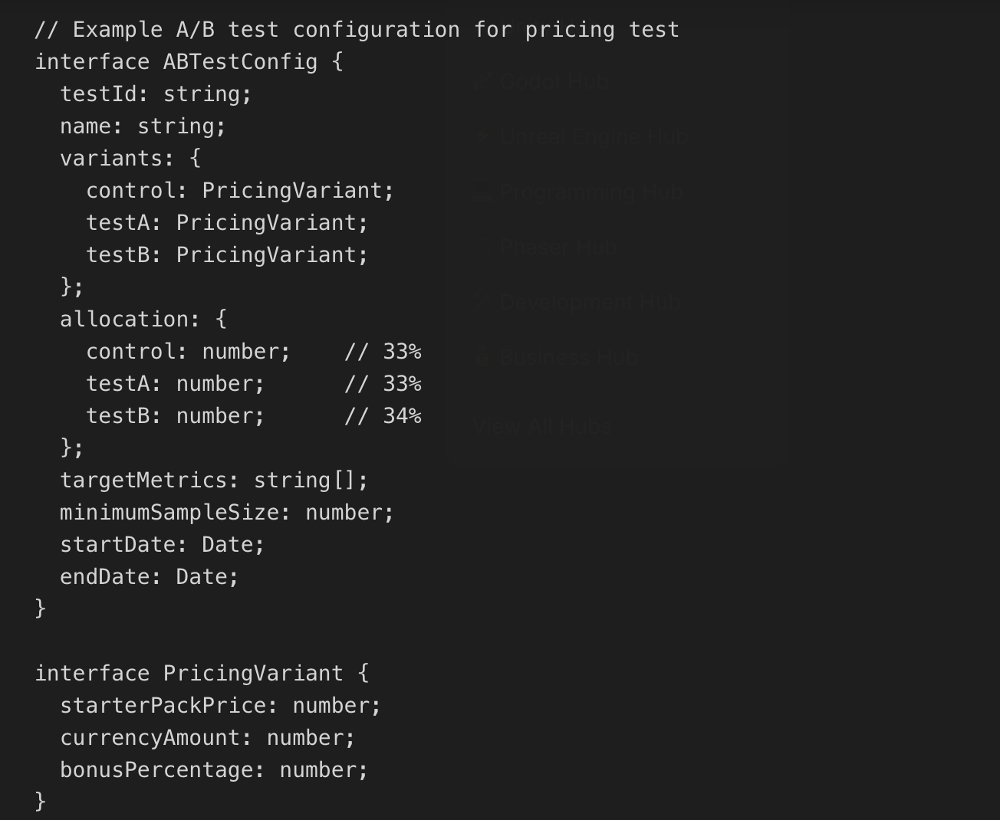 // Example A/B test configuration for pricing test
interface ABTestConfig {
  testId: string;
  name: string;
  variants: {
    control: PricingVariant;
    testA: PricingVariant;
    testB: PricingVariant;
  };
  allocation: {
    control: number;    // 33%
    testA: number;      // 33%
    testB: number;      // 34%
  };
  targetMetrics: string[];
  minimumSampleSize: number;
  startDate: Date;
  endDate: Date;
}

interface PricingVariant {
  starterPackPrice: number;
  currencyAmount: number;
  bonusPercentage: number;
}
Godot Hub
Unreal Engine Hub
Programming Hub
Phaser Hub
Development Hub
Business Hub
View All Hubs